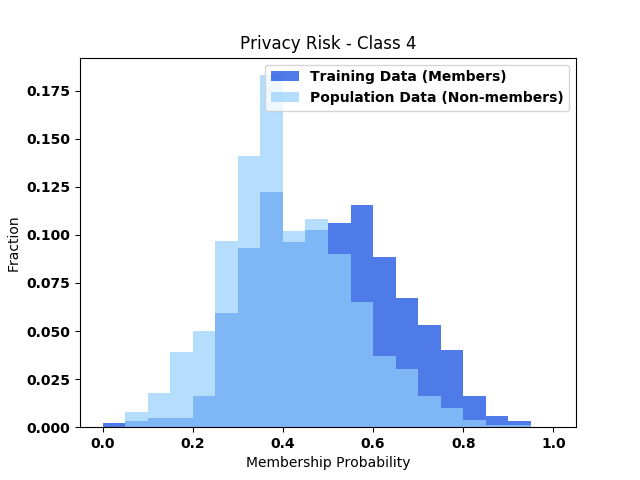 Privacy Risk - Class 4
Training Data (Members)
Population Data (Non-members)
0.175
0.150
0.125
0.100
0.075
0.050
0.025
0.000
Fraction
0.0 0.2 0.4 0.6 0.8 1.0
Membership Probability